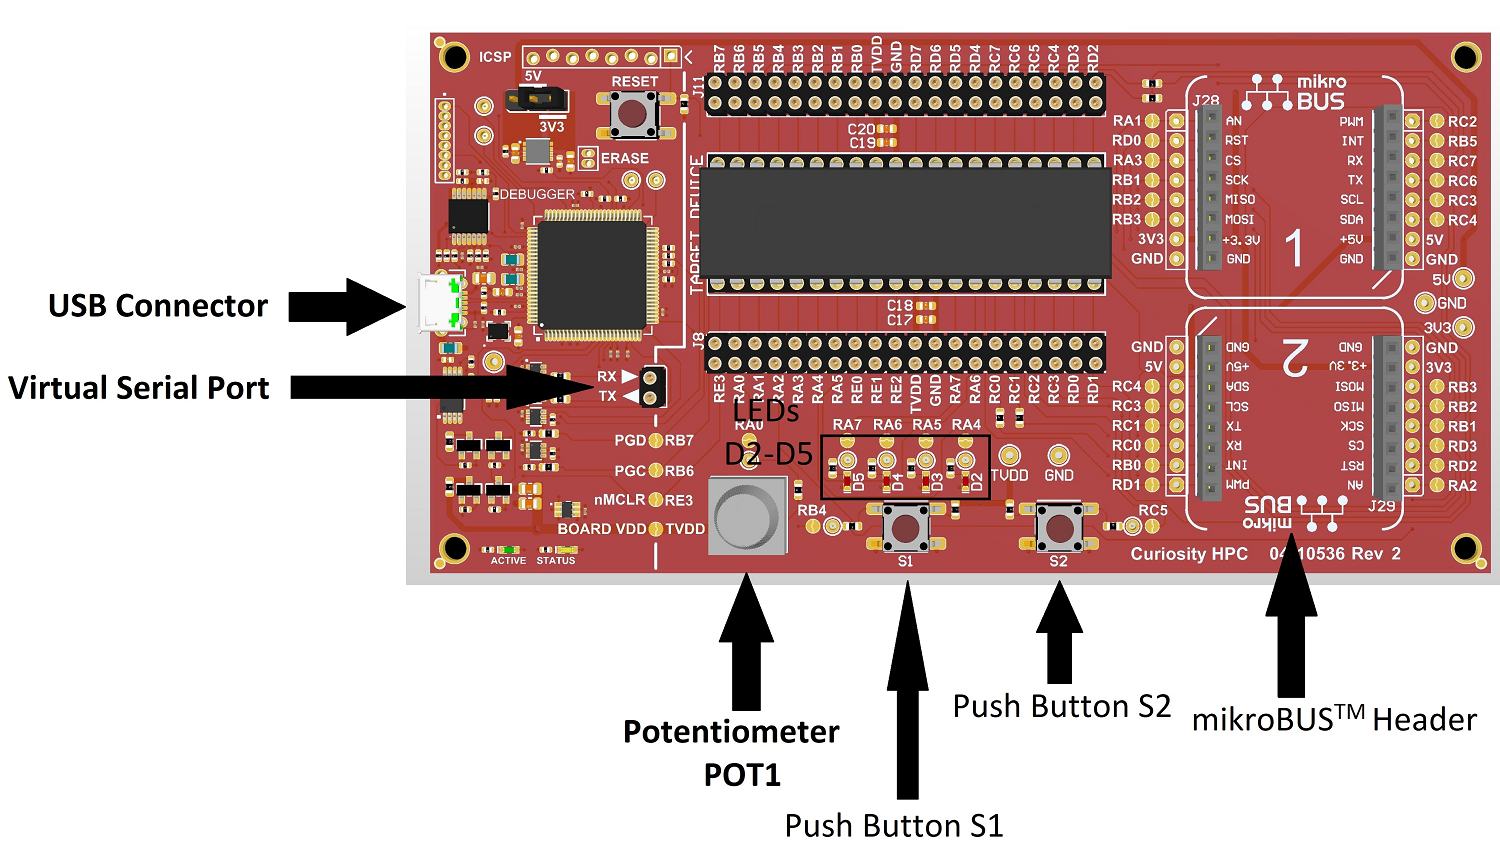 ICSP
5V
3V3
RESET
ERASE
DEBUGGER
J11
RB7
RB6
RB5
RB4
RB3
RB2
RB1
RB0
TVDD
GND
RD7
RD6
RD5
RD4
RC7
RC6
RC5
RC4
RD3
RD2
C20
C19
TARGET DEVICE
C18
C17
J8
RE3
RA0
RA1
RA2
RA3
RA4
RA5
RE0
RE1
RE2
TVDD
GND
RA7
RA6
RC0
RC1
RC2
RC3
RD0
RD1
J28
mikro
BUS
RA1 AN PWM RC2
RD0 RST INT RB5
RA3 CS RX RC7
RB1 SCK TX RC6
RB2 MISO SCL RC3
RB3 MOSI SDA RC4
3V3 +3.3V +5V 5V
GND GND GND GND
1
5V
GND
3V3
2
GND GND GND GND
5V +5V +3.3V 3V3
RC4 SDA MOSI RB3
RC3 SCL MISO RB2
RC1 TX SCK RB1
RC0 RX CS RD3
RB0 INT RST RD2
RD1 PWM AN RA2
J29
mikro
BUS
USB Connector
Virtual Serial Port
RX
TX
PGD RB7
PGC RB6
nMCLR RE3
BOARD VDD TVDD
ACTIVE STATUS
RA0
LEDs
D2-D5
RA7 RA6 RA5 RA4
D5 D4 D3 D2
TVDD GND
RB4
RC5
S1
S2
Curiosity HPC 04-10536 Rev 2
Potentiometer
POT1
Push Button S1
Push Button S2
mikroBUS™ Header